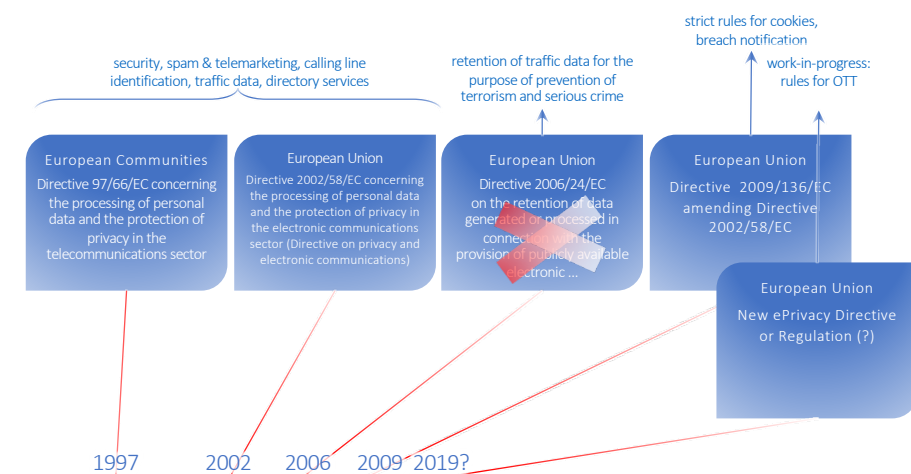 strict rules for cookies,
breach notification
work-in-progress:
rules for OTT
security, spam & telemarketing, calling line
identification, traffic data, directory services
retention of traffic data for the
purpose of prevention of
terrorism and serious crime
European Communities
Directive 97/66/EC concerning
the processing of personal
data and the protection of
privacy in the
telecommunications sector
European Union
Directive 2002/58/EC concerning
the processing of personal data
and the protection of privacy in
the electronic communications
sector (Directive on privacy and
electronic communications)
European Union
Directive 2006/24/EC
on the retention of data
generated or processed in
connection with the
provision of publicly available
electronic ...
European Union
Directive 2009/136/EC
amending Directive
2002/58/EC
European Union
New ePrivacy Directive
or Regulation (?)
1997
2002
2006
2009
2019?